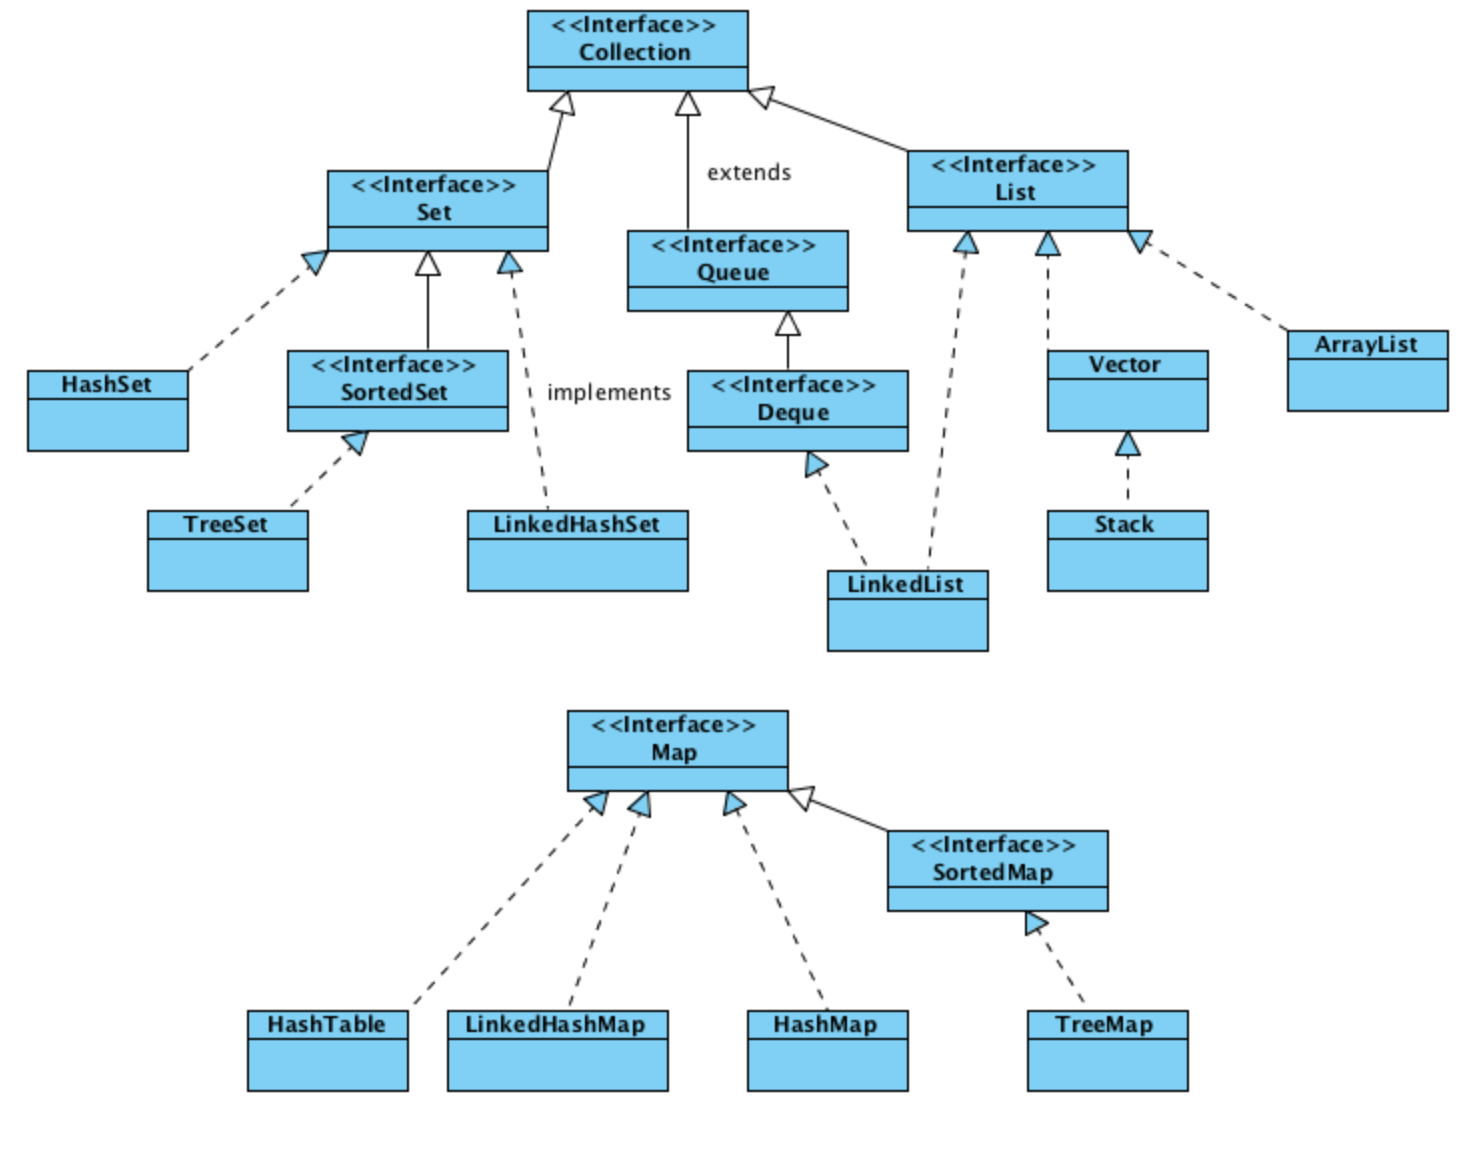 <<Interface>>
Collection
extends
<<Interface>>
Set
<<Interface>>
List
<<Interface>>
Queue
HashSet
<<Interface>>
SortedSet
implements
<<Interface>>
Deque
Vector
ArrayList
TreeSet
LinkedHashSet
LinkedList
Stack
<<Interface>>
Map
<<Interface>>
SortedMap
HashTable
LinkedHashMap
HashMap
TreeMap